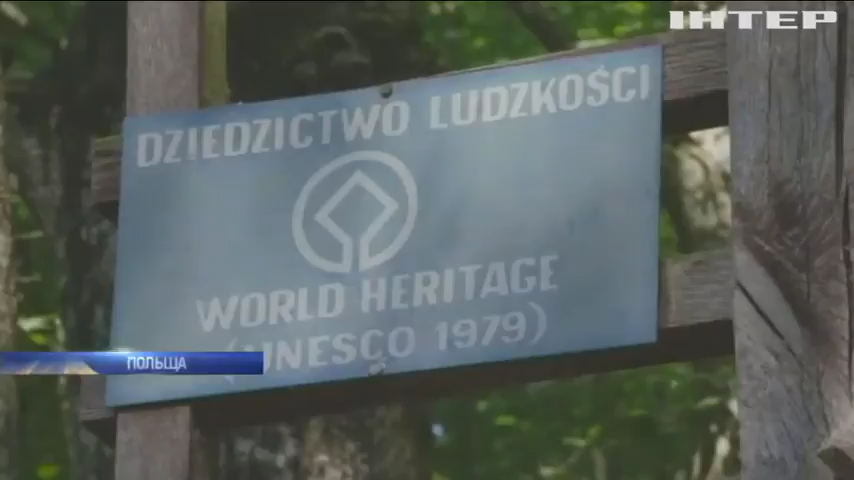 ІНТЕР
DZIEDZICTWO LUDZKOŚCI
WORLD HERITAGE
(UNESCO 1979)
ПОЛЬЩА